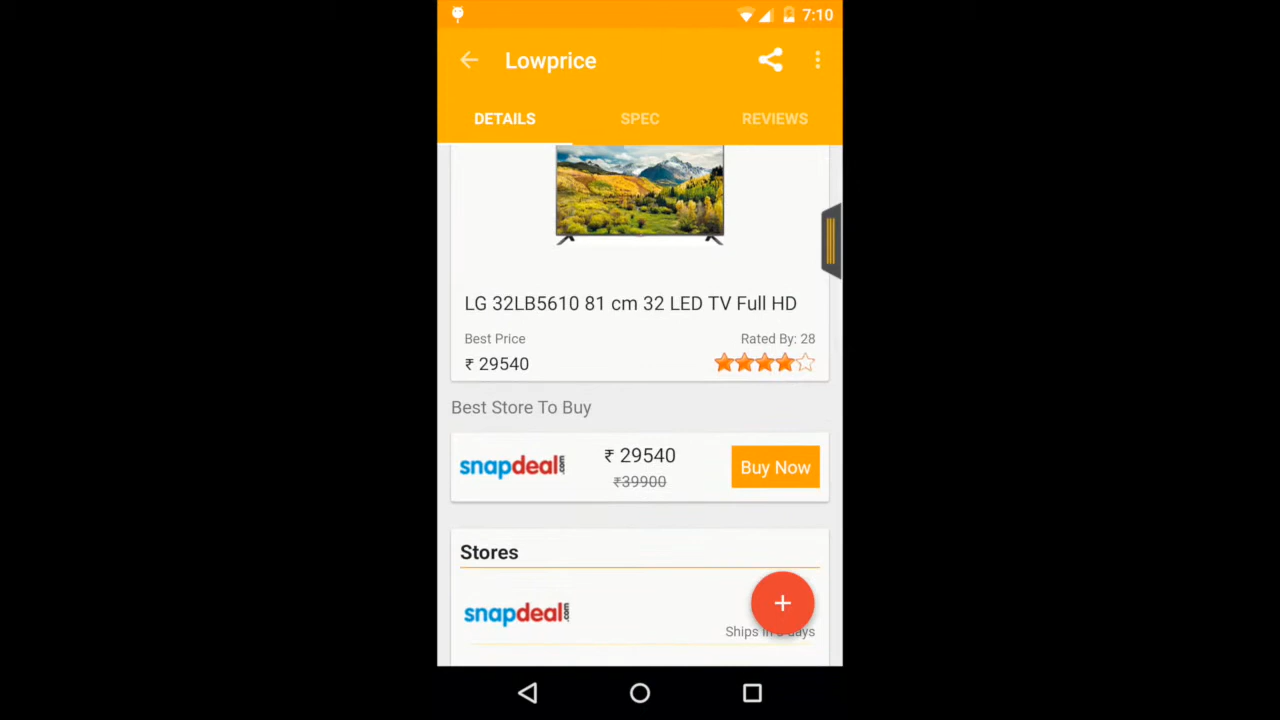 7:10
Lowprice
DETAILS SPEC REVIEWS
LG 32LB5610 81 cm 32 LED TV Full HD
Best Price Rated By: 28
₹ 29540
Best Store To Buy
snapdeal.com ₹ 29540 Buy Now
₹39900
Stores
snapdeal.com
Ships in days